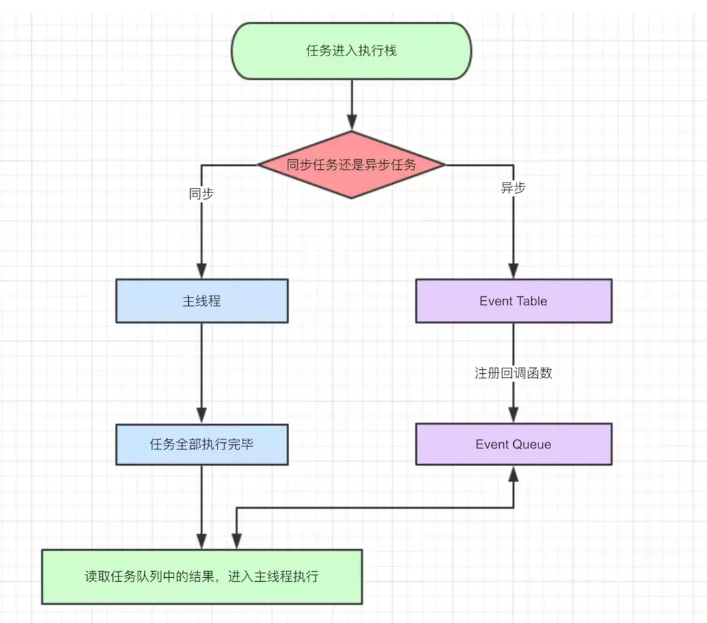 任务进入执行栈
同步任务还是异步任务
同步
异步
主线程
Event Table
注册回调函数
任务全部执行完毕
Event Queue
读取任务队列中的结果，进入主线程执行